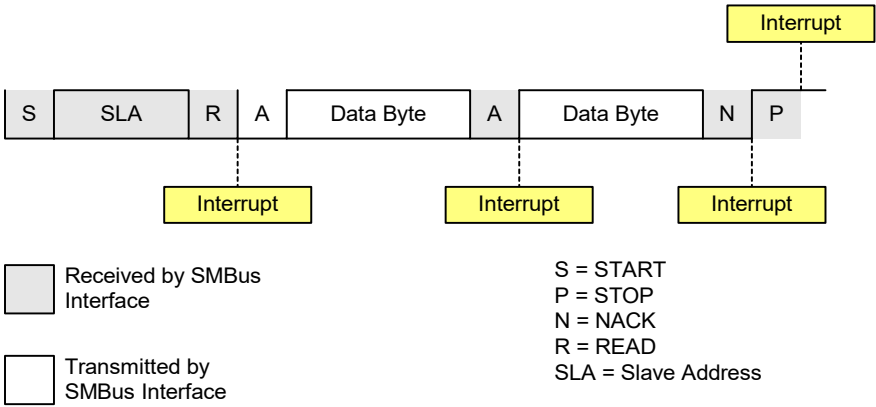 Interrupt
S SLA R A Data Byte A Data Byte N P
Interrupt Interrupt Interrupt
Received by SMBus
Interface
Transmitted by
SMBus Interface
S = START
P = STOP
N = NACK
R = READ
SLA = Slave Address